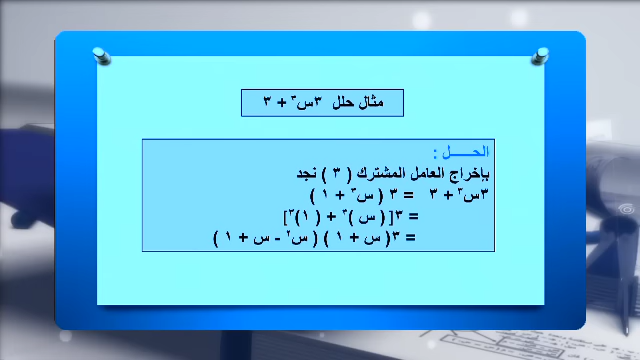 مثال حلل ٣س٣ + ٣
الحـــــل :
بإخراج العامل المشترك ( ٣ ) نجد
٣س٣ + ٣ = ٣ ( س٣ + ١ )
= ٣[ ( س )٣ + ( ١ )٣]
= ٣( س + ١ ) ( س٢ - س + ١ )